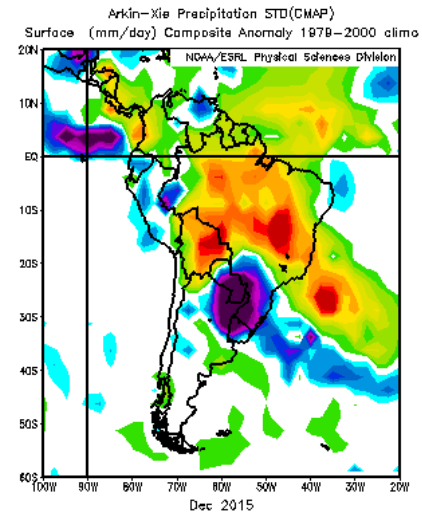 Arkin-Xie Precipitation STD(CMAP)
Surface (mm/day) Composite Anomaly 1979-2000 climo
NOAA/ESRL Physical Sciences Division
20N
10N
EQ
10S
20S
30S
40S
50S
60S
100W 90W 80W 70W 60W 50W 40W 30W 20W
Dec 2015